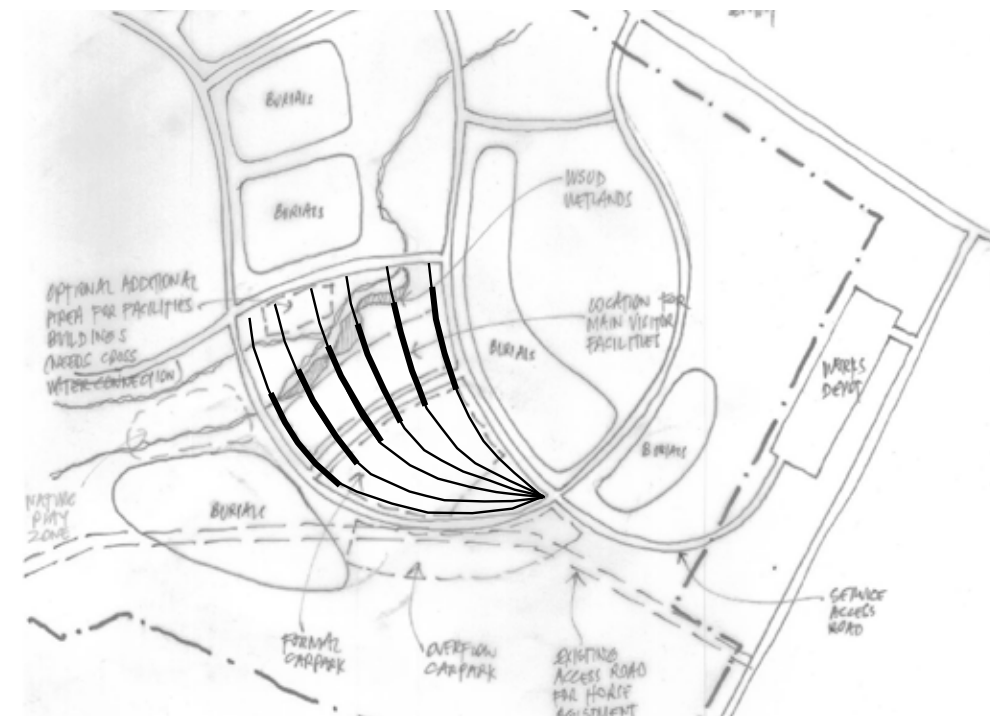 BURIALS
BURIALS
WSUD
WETLANDS
OPTIONAL ADDITIONAL
AREA FOR FACILITIES
BUILDINGS
(NEEDS CROSS
WATER CONNECTION)
LOCATION FOR
MAIN VISITOR
FACILITIES
BURIALS
WORKS
DEPOT
BURIALS
NATIVE
PLAY
ZONE
BURIALS
FORMAL
CARPARK
OVERFLOW
CARPARK
EXISTING
ACCESS ROAD
FOR HORSE
AGISTMENT
SERVICE
ACCESS
ROAD